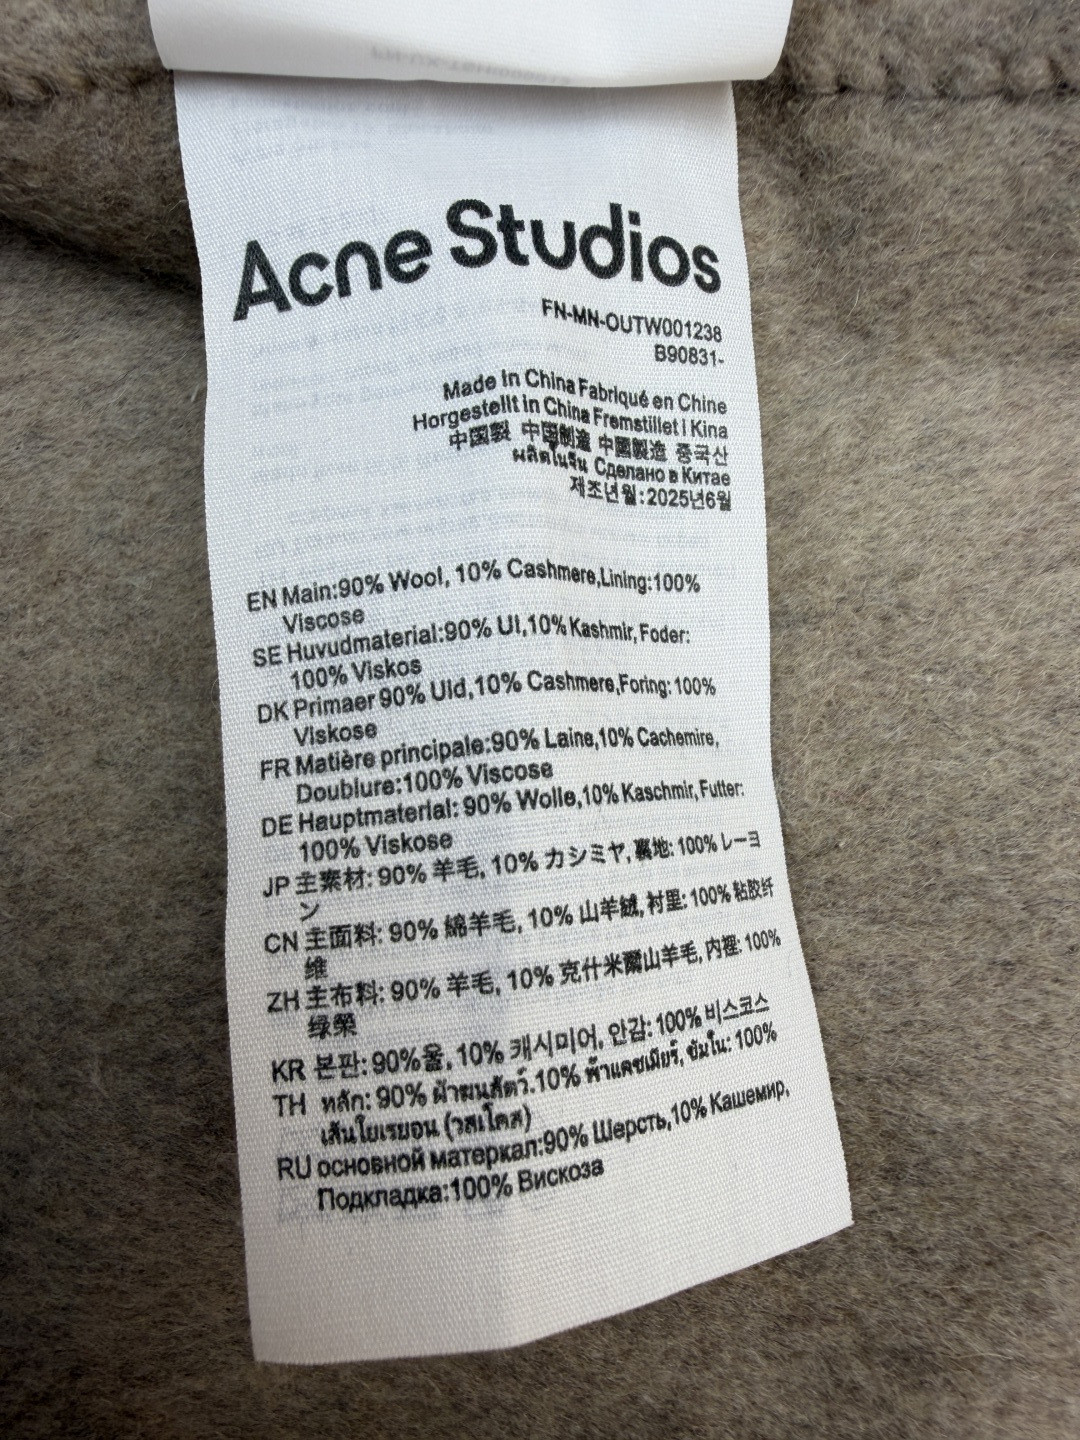 Acne Studios
FN-MN-OUTW001238
B90831-
Made in China Fabriqué en Chine
Horgestellt in China Fremstillet i Kina
中国製 中国制造 中國製造 중국산
ผลิตในจีน Сделано в Китае
제조년월:2025년6월
EN Main:90% Wool, 10% Cashmere,Lining:100%
Viscose
SE Huvudmaterial:90% Ul,10% Kashmir, Foder:
100% Viskos
DK Primaer 90% Uld,10% Cashmere,Foring: 100%
Viskose
FR Matière principale:90% Laine,10% Cachemire,
Doublure:100% Viscose
DE Hauptmaterial: 90% Wolle,10% Kaschmir, Futter:
100% Viskose
JP 主素材: 90% 羊毛, 10% カシミヤ, 裏地: 100% レーヨ
ン
CN 主面料: 90% 綿羊毛, 10% 山羊絨, 衬里: 100% 粘胶纤
维
ZH 主布料: 90% 羊毛, 10% 克什米爾山羊毛, 内裡: 100%
绿榮
KR 본판: 90%울, 10% 캐시미어, 안감: 100% 비스코스
TH หลัก: 90% ผ้าฆนสัตว์.10% ฟ้าแคชเมียร์, ซัมใน: 100%
เส้นใยเรยอน (วสเโคส)
RU основной матеркал:90% Шерсть,10% Кашемир,
Подкладка:100% Вискоза